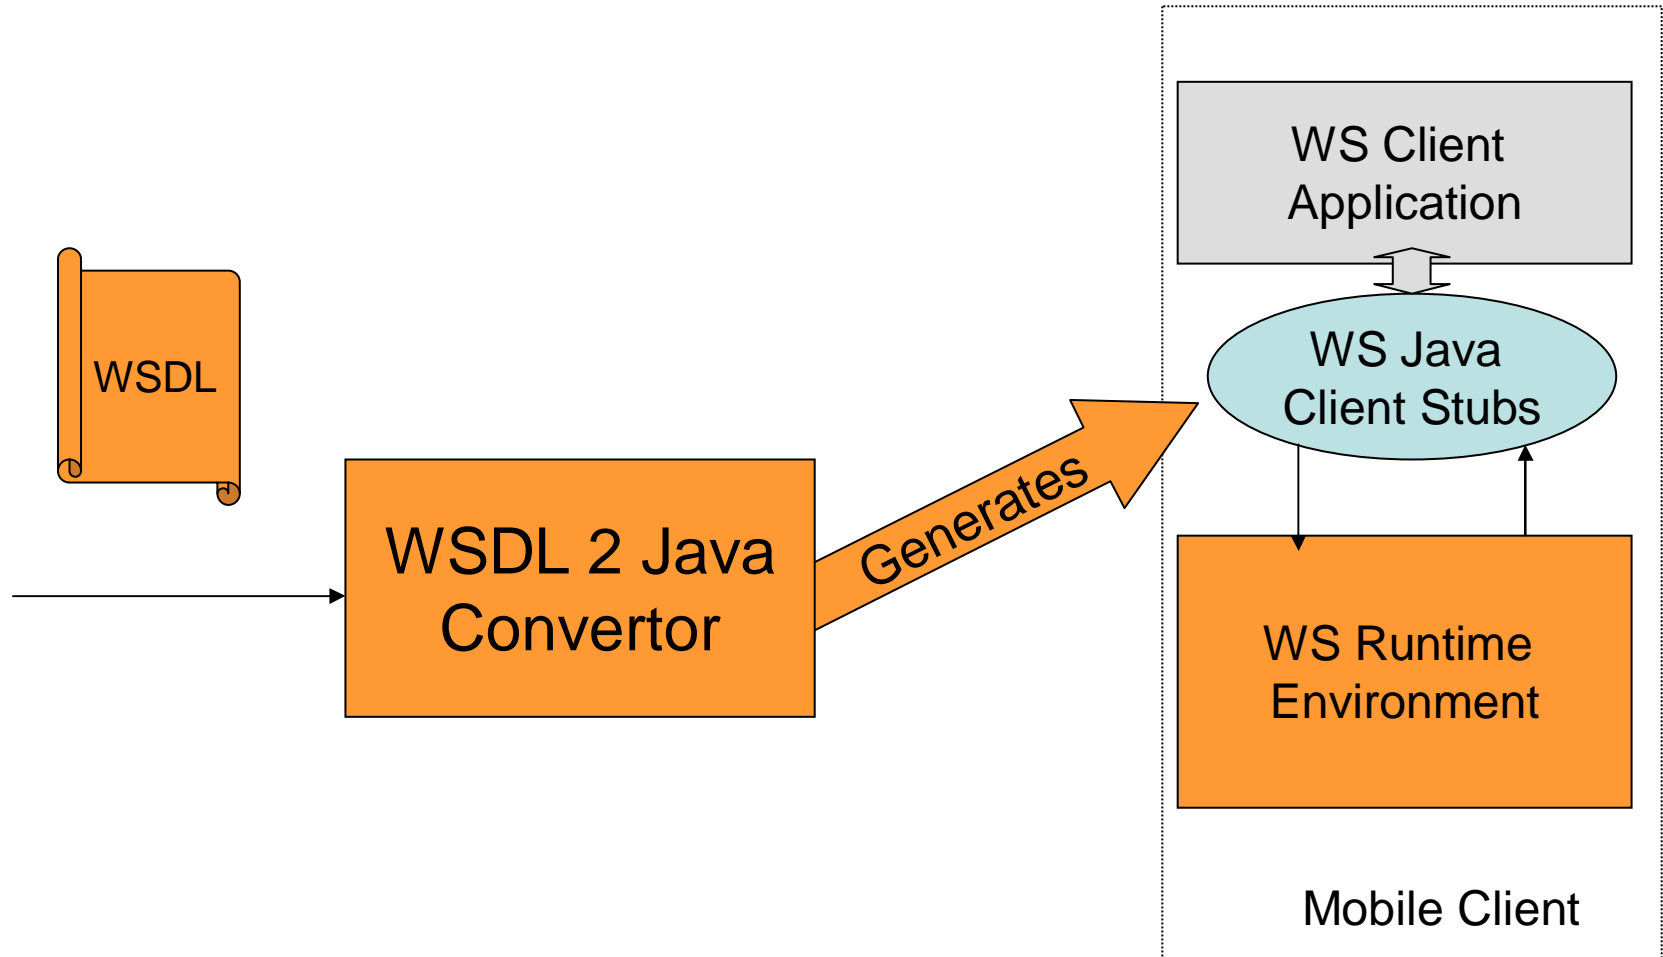 WS Client
Application
WSDL
WS Java
Client Stubs
Generates
WSDL 2 Java
Convertor
WS Runtime
Environment
Mobile Client